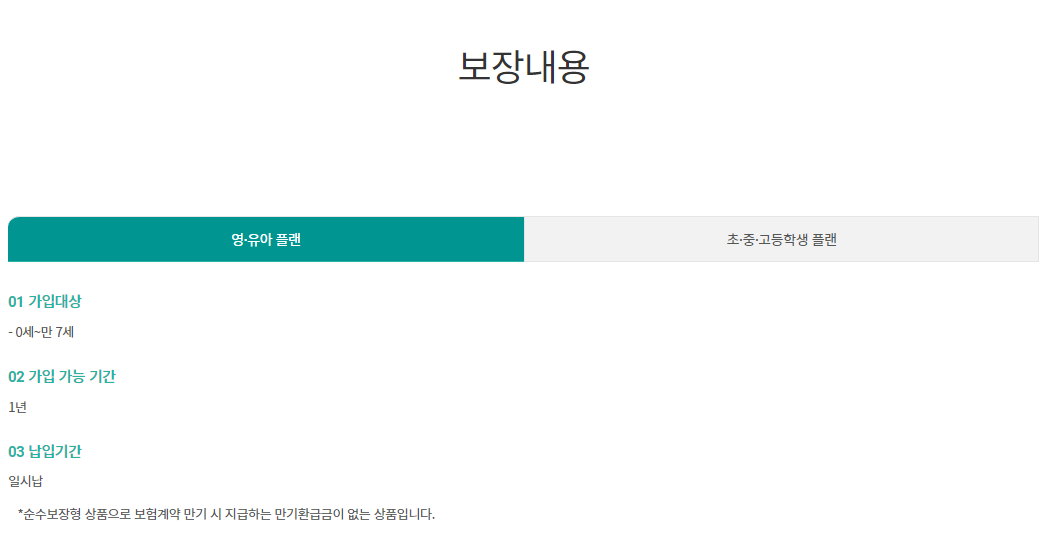 보장내용
영·유아 플랜
초·중·고등학생 플랜
01 가입대상
- 0세~만 7세
02 가입 가능 기간
1년
03 납입기간
일시납
*순수보장형 상품으로 보험계약 만기 시 지급하는 만기환급금이 없는 상품입니다.